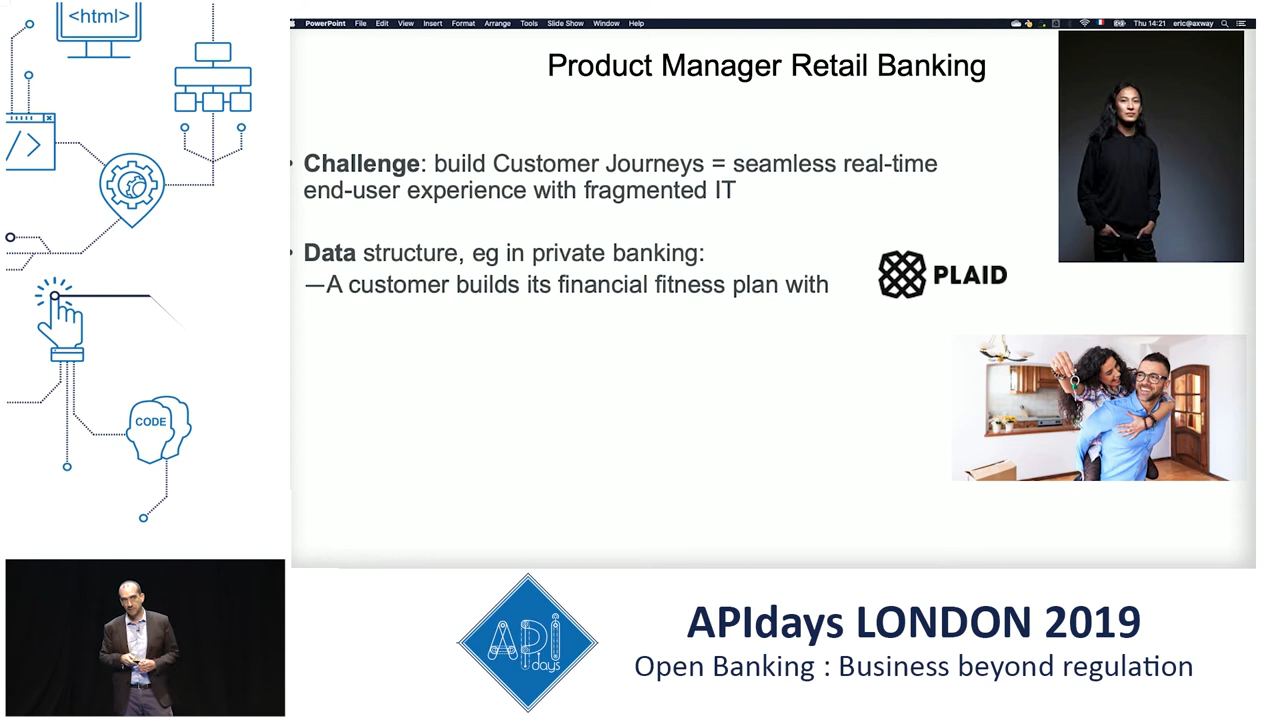 <html>
PowerPoint File Edit View Insert Format Arrange Tools Slide Show Window Help Thu 14:21 eric@axway
Product Manager Retail Banking
• Challenge: build Customer Journeys = seamless real-time
end-user experience with fragmented IT
• Data structure, eg in private banking:
—A customer builds its financial fitness plan with
PLAID
</>
CODE
API
days
APIdays LONDON 2019
Open Banking : Business beyond regulation